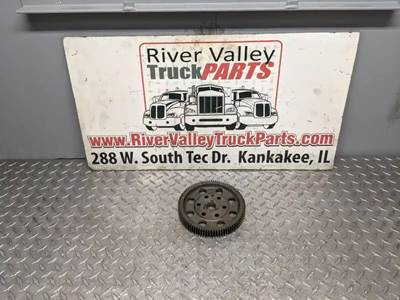 River Valley
TruckPARTS
www.RiverValleyTruckParts.com
288 W. South Tec Dr. Kankakee, IL